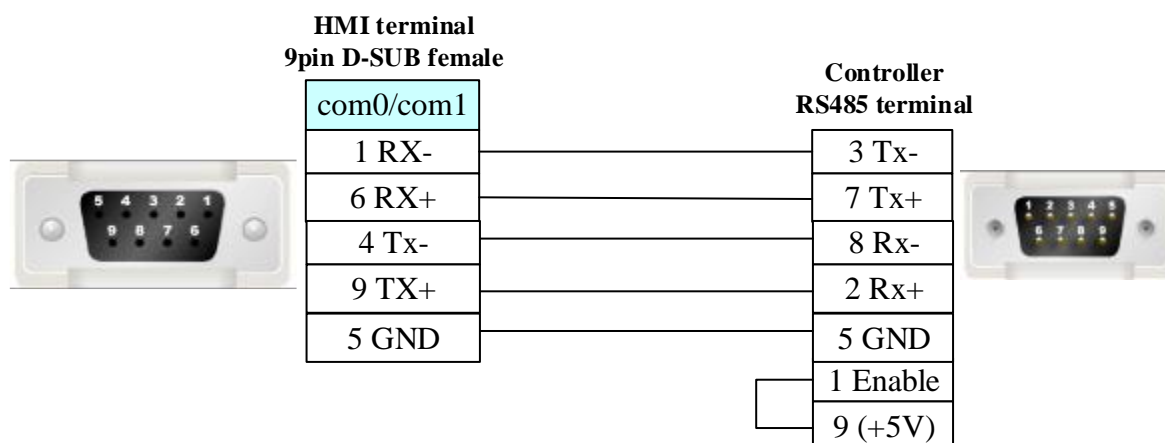 HMI terminal
9pin D-SUB female
com0/com1
1 RX-
6 RX+
4 Tx-
9 TX+
5 GND
Controller
RS485 terminal
3 Tx-
7 Tx+
8 Rx-
2 Rx+
5 GND
1 Enable
9 (+5V)
5 4 3 2 1
9 8 7 6
1 2 3 4 5
6 7 8 9